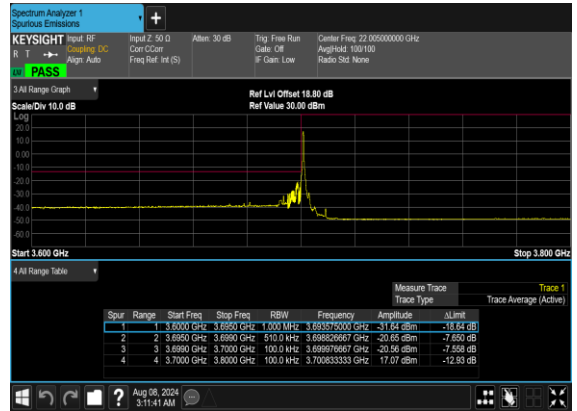 Spectrum Analyzer 1
Spurious Emissions
+
KEYSIGHT Input: RF Input Z: 50 Ω Atten: 30 dB Trig: Free Run Center Freq: 22.005000000 GHz
R T Coupling: DC Corr CCorr Gate: Off Avg|Hold: 100/100
Align: Auto Freq Ref: Int (S) IF Gain: Low Radio Std: None
LW PASS
3 All Range Graph Ref Lvl Offset 18.80 dB
Scale/Div 10.0 dB Ref Value 30.00 dBm
Log
20.0
10.0
0.00
-10.0
-20.0
-30.0
-40.0
-50.0
-60.0
Start 3.600 GHz Stop 3.800 GHz
4 All Range Table
Measure Trace Trace 1
Trace Type Trace Average (Active)
Spur Range Start Freq Stop Freq RBW Frequency Amplitude ΔLimit
1 1 3.6000 GHz 3.6950 GHz 1.000 MHz 3.693575000 GHz -31.64 dBm -18.64 dB
2 2 3.6950 GHz 3.6990 GHz 510.0 kHz 3.698826667 GHz -20.65 dBm -7.650 dB
3 3 3.6990 GHz 3.7000 GHz 100.0 kHz 3.699976667 GHz -20.56 dBm -7.558 dB
4 4 3.7000 GHz 3.8000 GHz 100.0 kHz 3.700833333 GHz 17.07 dBm -12.93 dB
? Aug 08, 2024
3:11:41 AM